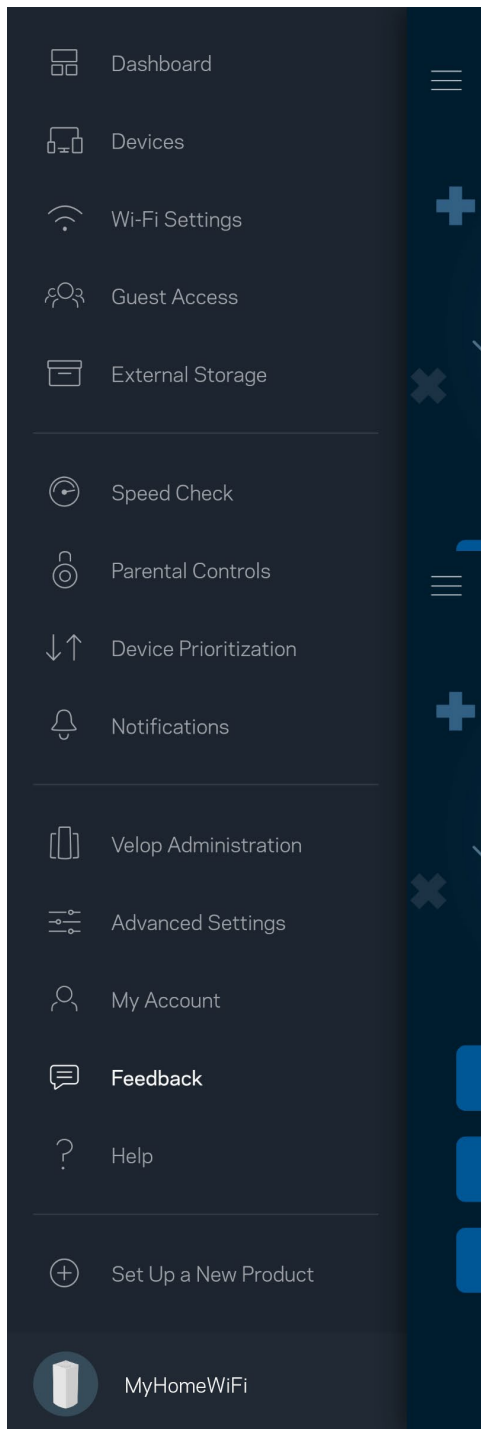 Dashboard
Devices
Wi-Fi Settings
Guest Access
External Storage
Speed Check
Parental Controls
Device Prioritization
Notifications
Velop Administration
Advanced Settings
My Account
Feedback
Help
Set Up a New Product
MyHomeWiFi